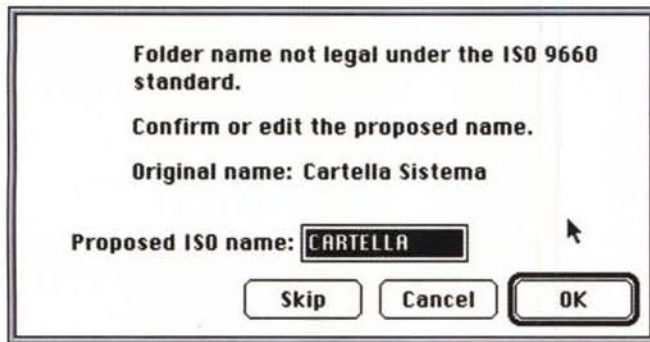 Folder name not legal under the ISO 9660
standard.
Confirm or edit the proposed name.
Original name: Cartella Sistema
Proposed ISO name: CARTELLA
Skip Cancel OK